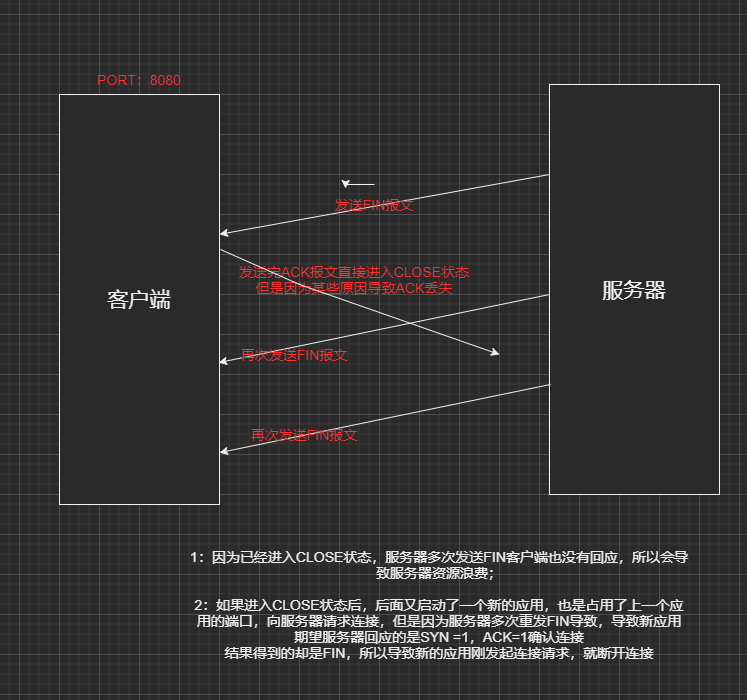 PORT：8080
发送FIN报文
发送完ACK报文直接进入CLOSE状态
但是因为某些原因导致ACK丢失
客户端
服务器
再次发送FIN报文
再次发送FIN报文
1：因为已经进入CLOSE状态，服务器多次发送FIN客户端也没有回应，所以会导
致服务器资源浪费；
2：如果进入CLOSE状态后，后面又启动了一个新的应用，也是占用了上一个应
用的端口，向服务器请求连接，但是因为服务器多次重发FIN导致，导致新应用
期望服务器回应的是SYN =1，ACK=1确认连接
结果得到的却是FIN，所以导致新的应用刚发起连接请求，就断开连接